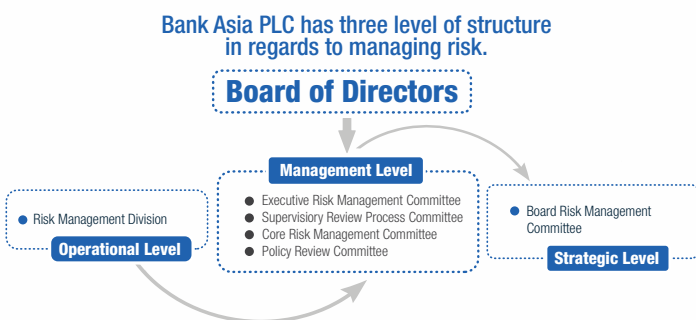 Bank Asia PLC has three level of structure
in regards to managing risk.
Board of Directors
Management Level
Executive Risk Management Committee
Supervisiory Review Process Committee
Core Risk Management Committee
Policy Review Committee
Risk Management Division
Operational Level
Board Risk Management
Committee
Strategic Level